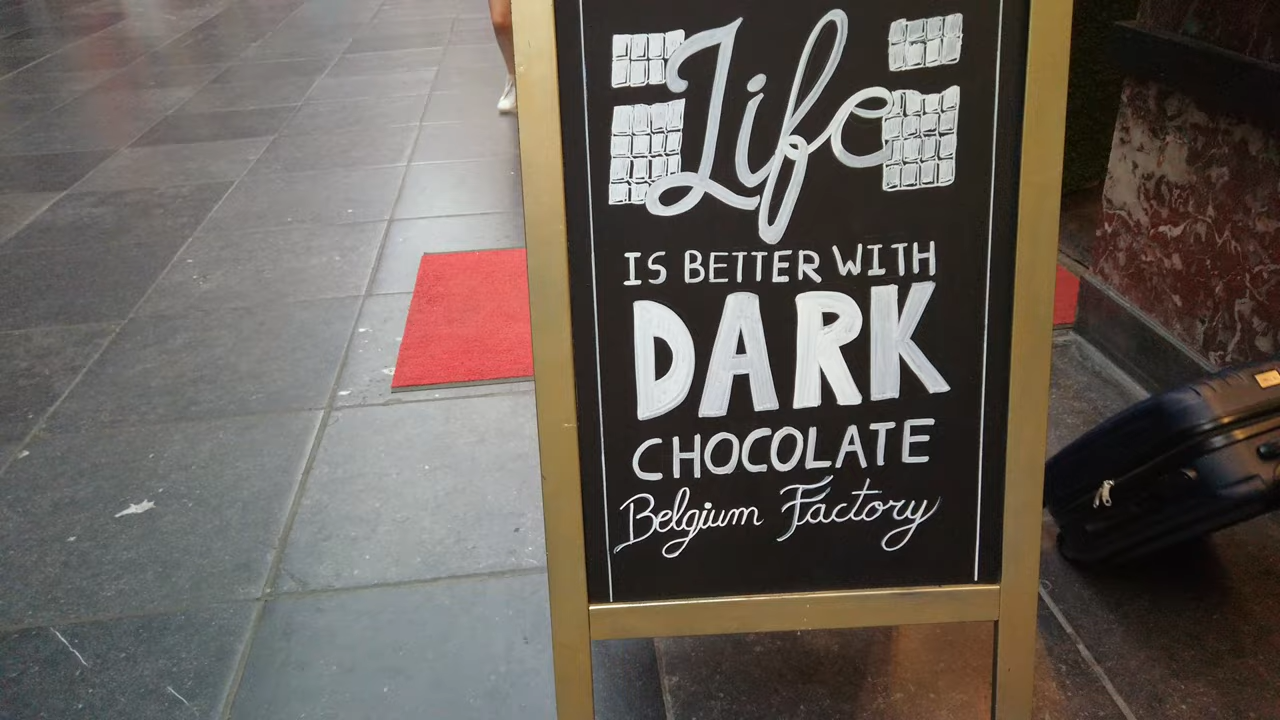 Life
IS BETTER WITH
DARK
CHOCOLATE
Belgium Factory